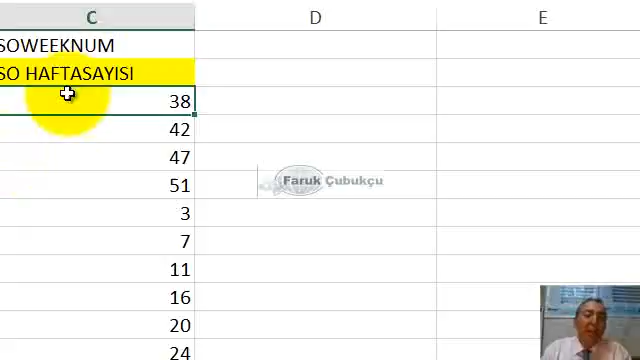 C D E
SOWEEKNUM
SO HAFTASAYISI
38
42
47
51
3
7
11
16
20
24
Faruk Çubukçu